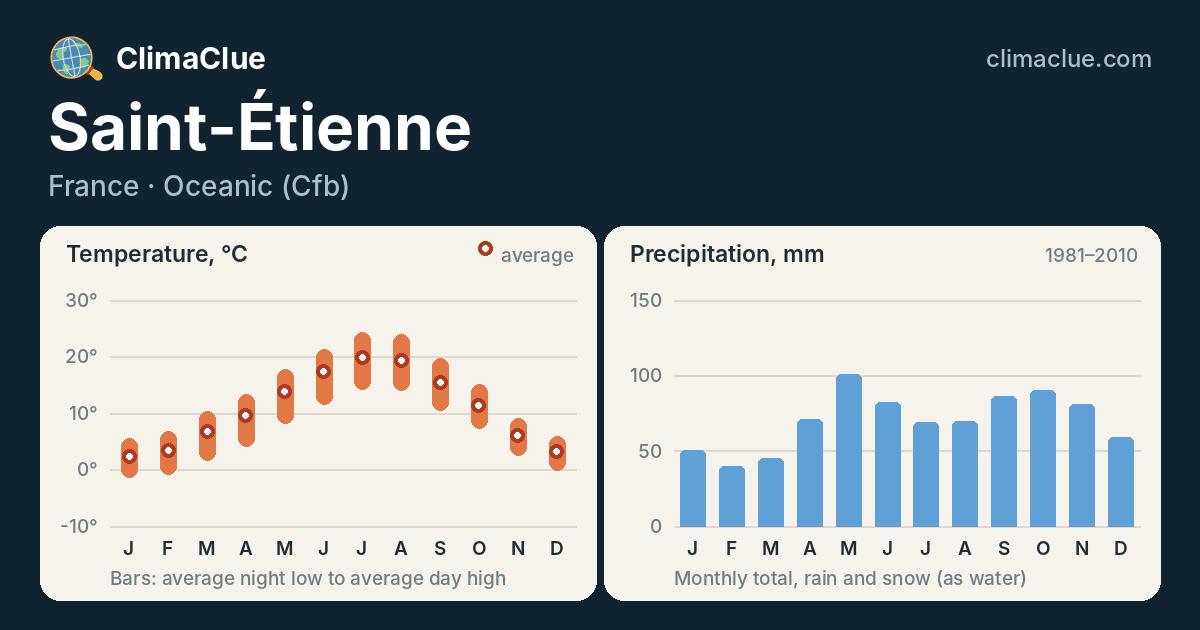 ClimaClue
climaclue.com
Saint-Étienne
France · Oceanic (Cfb)
Temperature, °C
average
30°
20°
10°
0°
-10°
J F M A M J J A S O N D
Bars: average night low to average day high
Precipitation, mm
1981–2010
150
100
50
0
J F M A M J J A S O N D
Monthly total, rain and snow (as water)